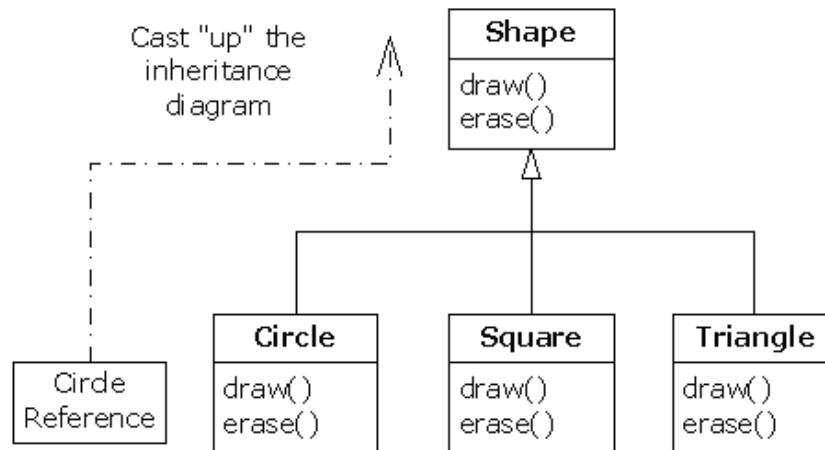 Cast "up" the
inheritance
diagram
Shape
draw()
erase()
Circle
draw()
erase()
Square
draw()
erase()
Triangle
draw()
erase()
Circle
Reference